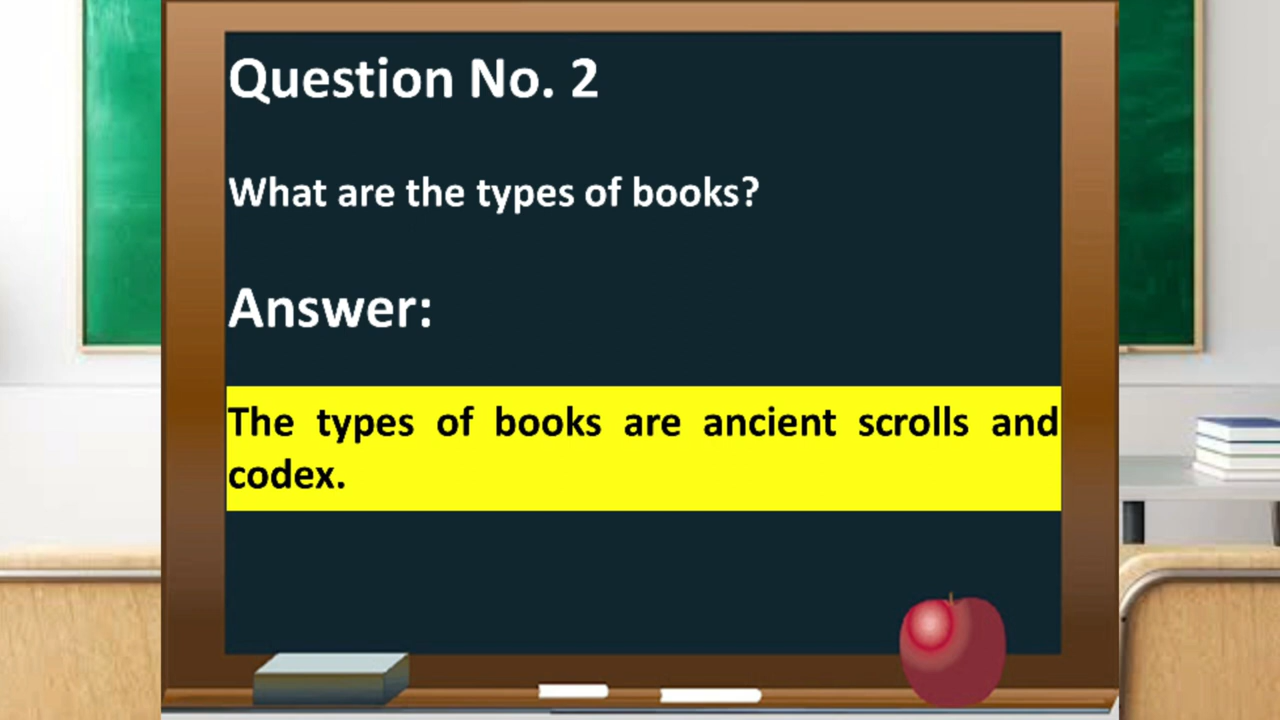 Question No. 2
What are the types of books?
Answer:
The types of books are ancient scrolls and
codex.